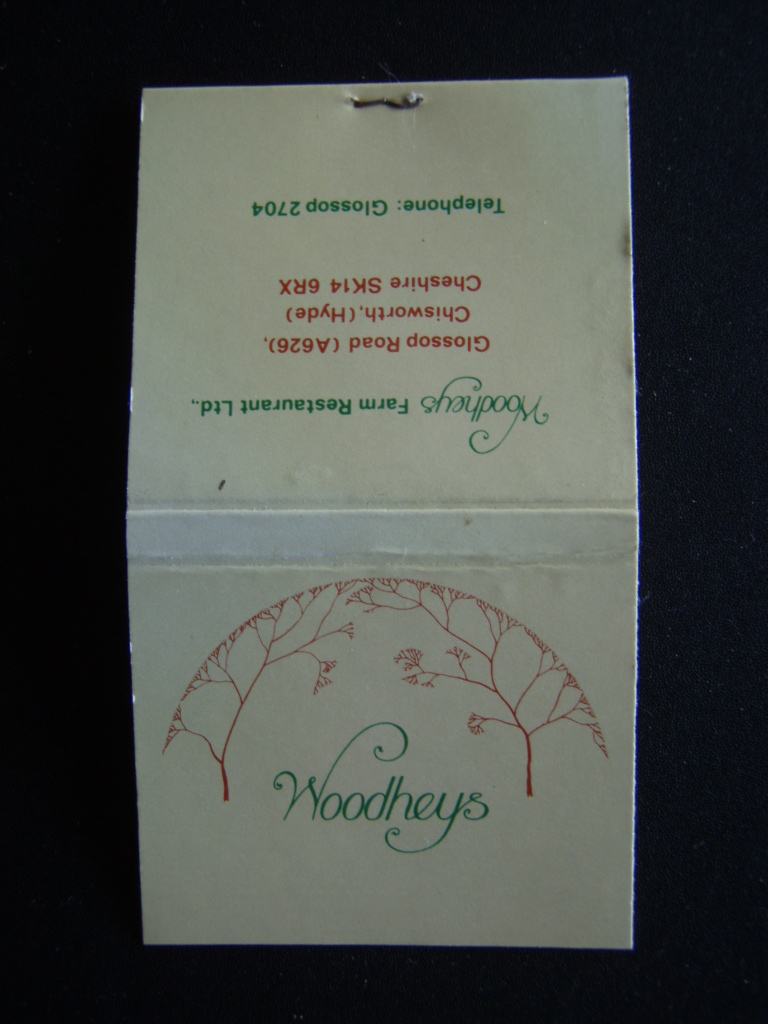 Woodheys Farm Restaurant Ltd.,
Glossop Road (A626),
Chisworth, (Hyde)
Cheshire SK14 6RX
Telephone: Glossop 2704
Woodheys